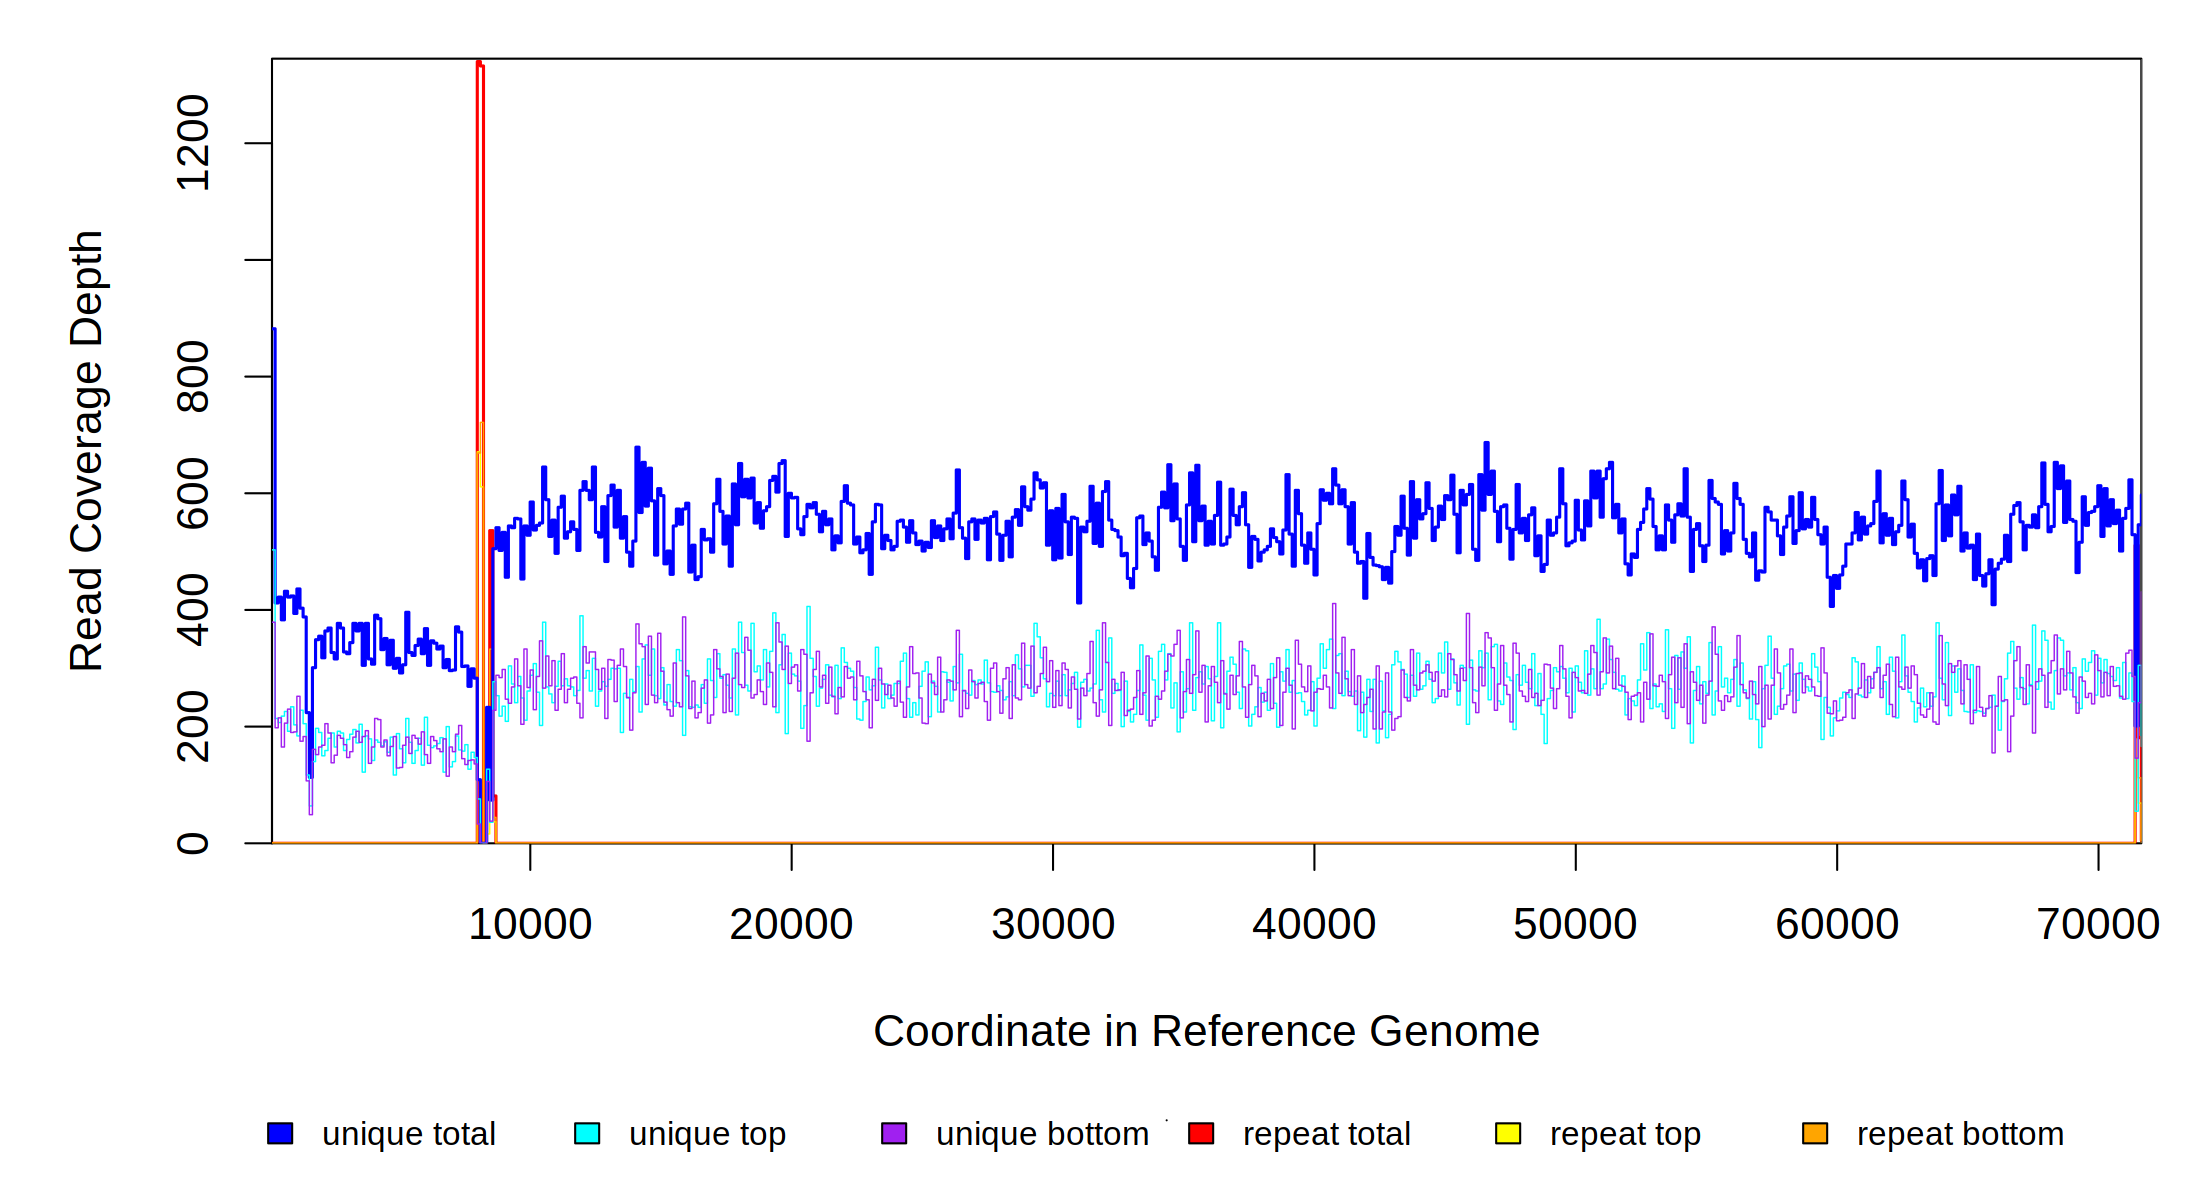 Read Coverage Depth
1200
800
600
400
200
0
10000 20000 30000 40000 50000 60000 70000
Coordinate in Reference Genome
unique total unique top unique bottom repeat total repeat top repeat bottom